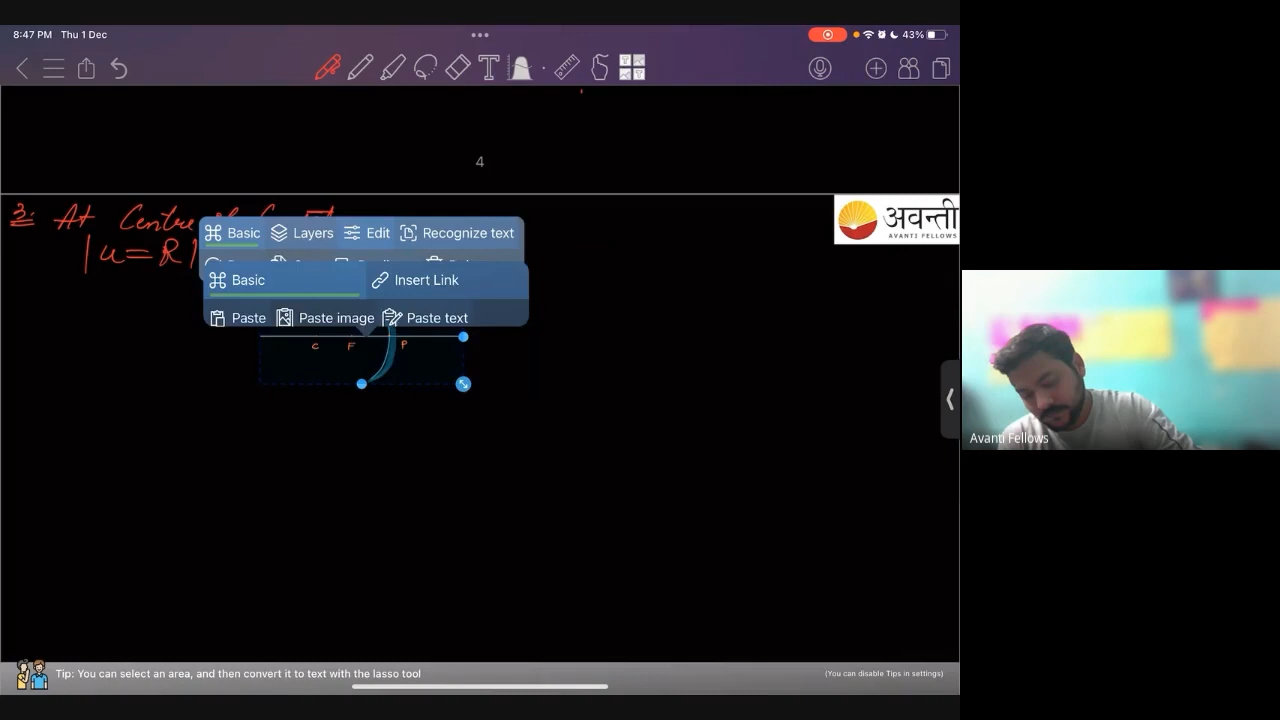 8:47 PM Thu 1 Dec
43%
4
3: At Centre
|u=R|
अवन्ती
AVANTI FELLOWS
Basic Layers Edit Recognize text
Basic Insert Link
Paste Paste image Paste text
C F P
Avanti Fellows
Tip: You can select an area, and then convert it to text with the lasso tool
(You can disable Tips in settings)